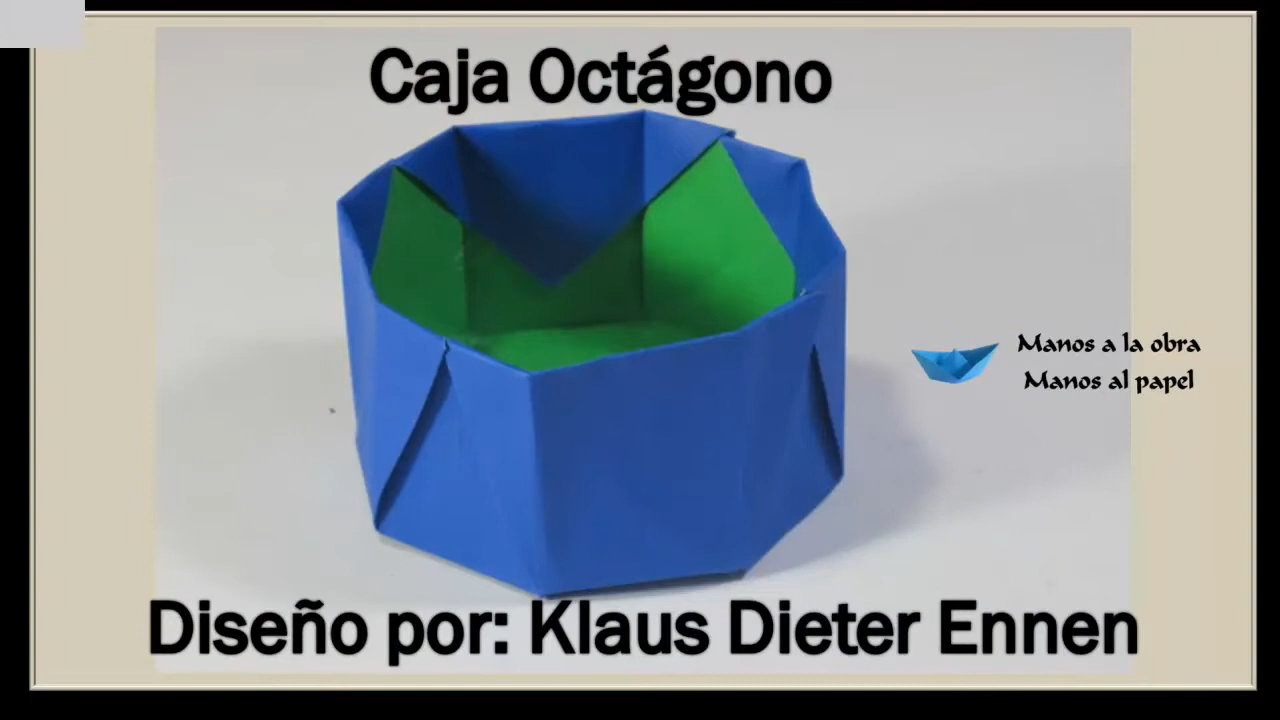 Caja Octágono
Manos a la obra
Manos al papel
Diseño por: Klaus Dieter Ennen